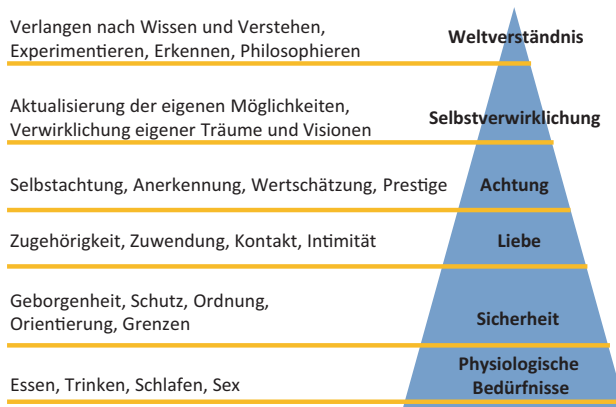 Verlangen nach Wissen und Verstehen,
Experimentieren, Erkennen, Philosophieren
Weltverständnis
Aktualisierung der eigenen Möglichkeiten,
Verwirklichung eigener Träume und Visionen
Selbstverwirklichung
Selbstachtung, Anerkennung, Wertschätzung, Prestige
Achtung
Zugehörigkeit, Zuwendung, Kontakt, Intimität
Liebe
Geborgenheit, Schutz, Ordnung,
Orientierung, Grenzen
Sicherheit
Essen, Trinken, Schlafen, Sex
Physiologische
Bedürfnisse